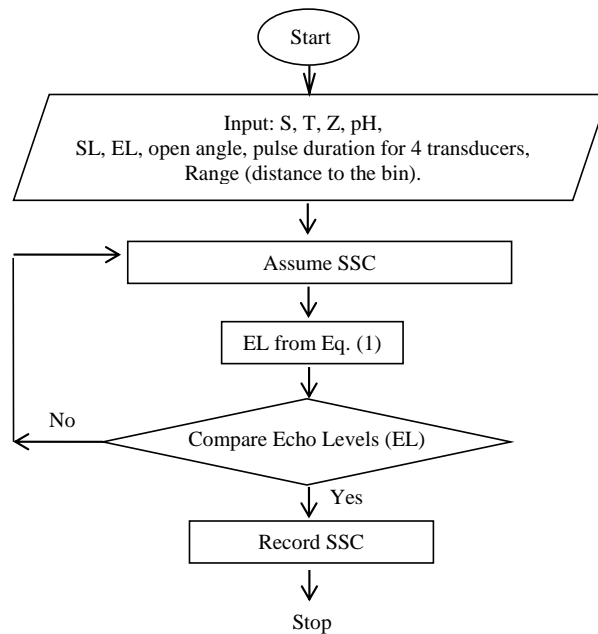 Start
Input: S, T, Z, pH,
SL, EL, open angle, pulse duration for 4 transducers,
Range (distance to the bin).
Assume SSC
EL from Eq. (1)
Compare Echo Levels (EL)
No
Yes
Record SSC
Stop